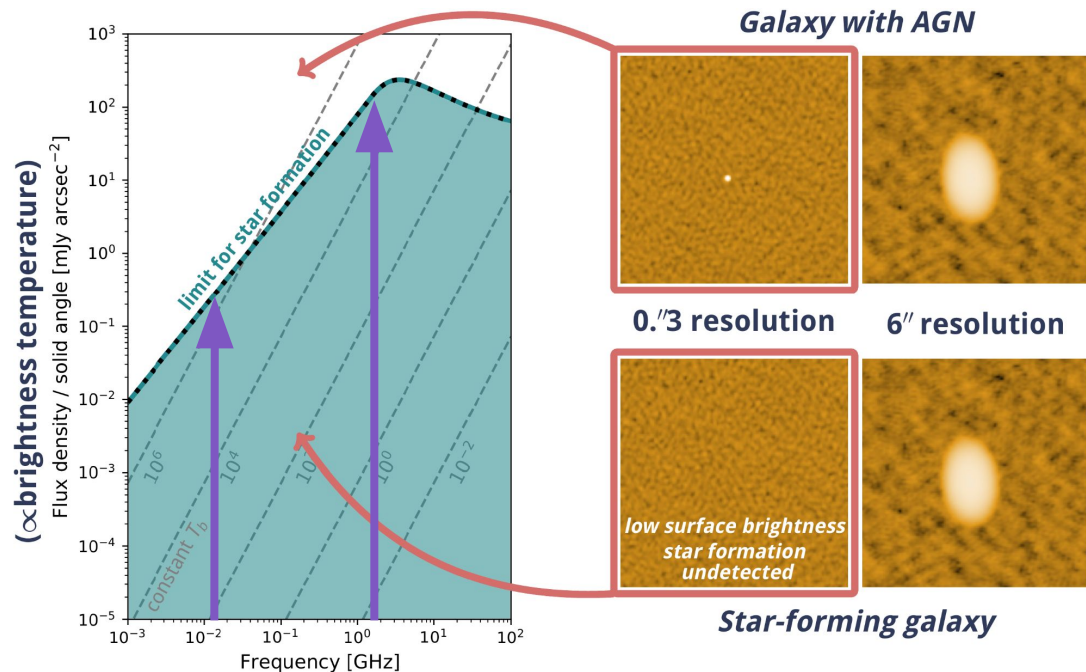 Galaxy with AGN
(∝brightness temperature)
Flux density / solid angle [mJy arcsec⁻²]
10³
10²
10¹
10⁰
10⁻¹
10⁻²
10⁻³
10⁻⁴
10⁻⁵
limit for star formation
10⁶
10⁴
10⁰
10⁻²
constant T_b
10⁻³
10⁻²
10⁻¹
10⁰
10¹
10²
Frequency [GHz]
0.″3 resolution
6″ resolution
low surface brightness
star formation
undetected
Star-forming galaxy